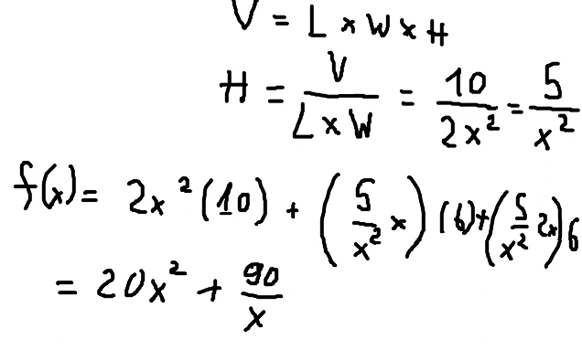 V = L x W x H
H = V / (L x W) = 10 / 2x² = 5 / x²
f(x) = 2x²(10) + (5/x² x)(6) + (5/x² 2x)6
= 20x² + 90/x